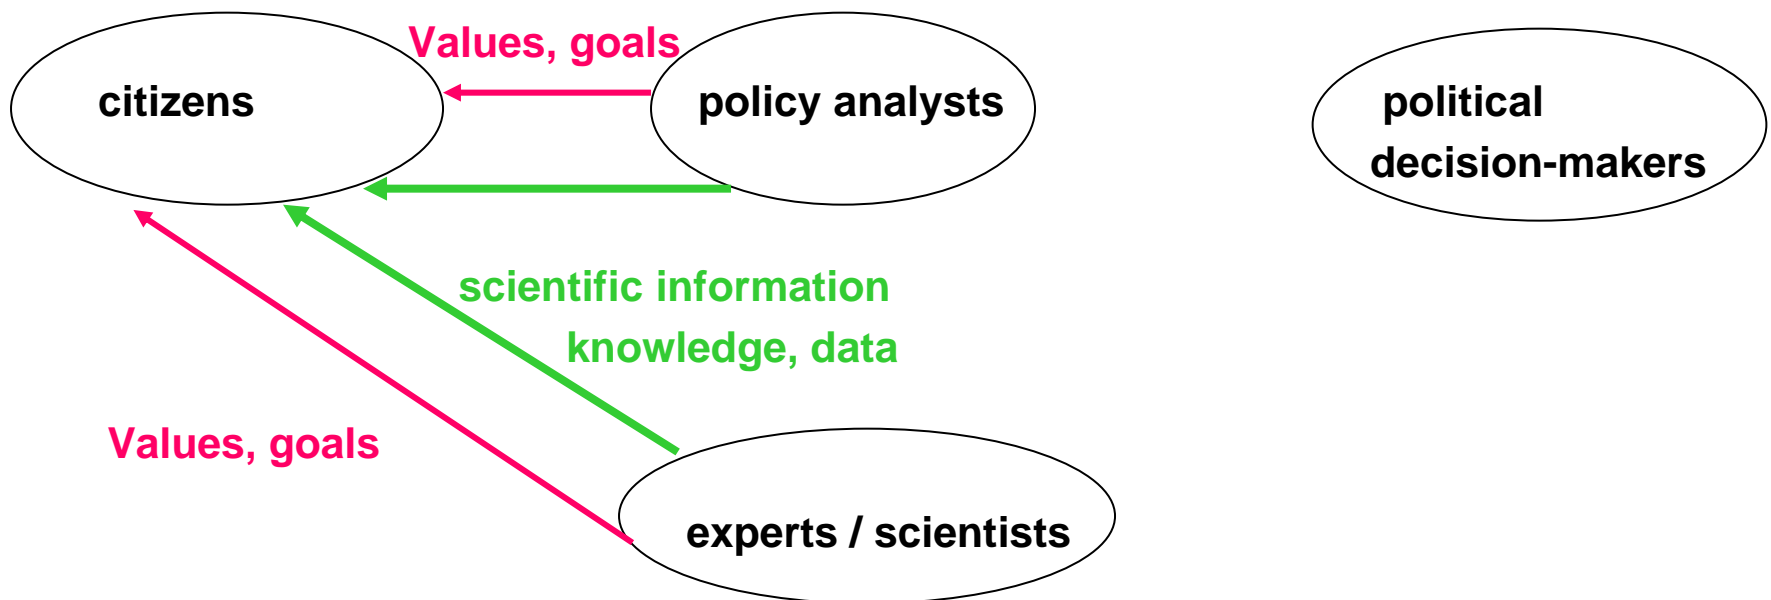 Values, goals
citizens
policy analysts
political
decision-makers
scientific information
knowledge, data
Values, goals
experts / scientists